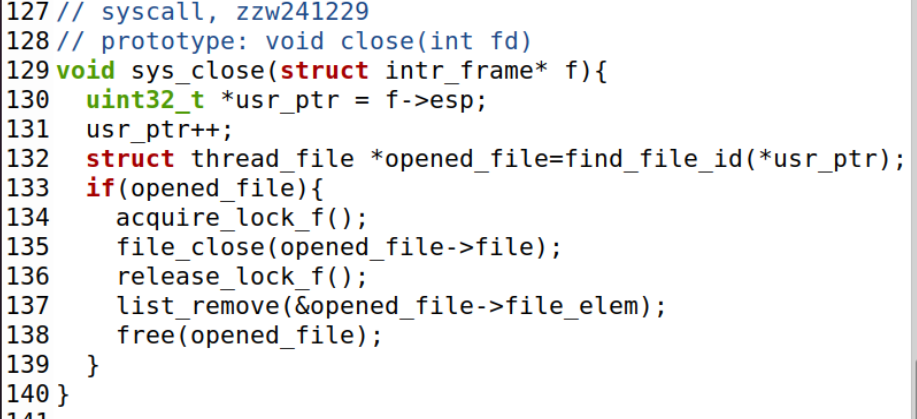 127 // syscall, zzw241229
128 // prototype: void close(int fd)
129 void sys_close(struct intr_frame* f){
130   uint32_t *usr_ptr = f->esp;
131   usr_ptr++;
132   struct thread_file *opened_file=find_file_id(*usr_ptr);
133   if(opened_file){
134     acquire_lock_f();
135     file_close(opened_file->file);
136     release_lock_f();
137     list_remove(&opened_file->file_elem);
138     free(opened_file);
139   }
140 }
141